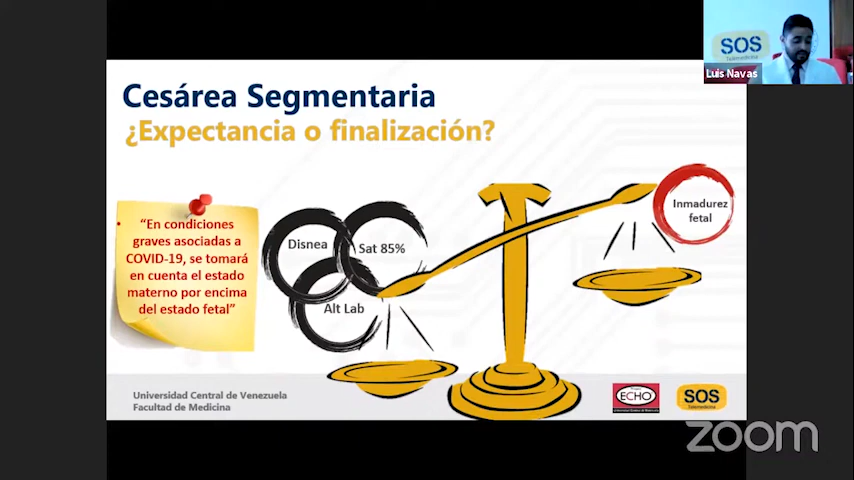 SOS
Telemedicina
Luis Navas
Cesárea Segmentaria
¿Expectancia o finalización?
• “En condiciones
graves asociadas a
COVID-19, se tomará
en cuenta el estado
materno por encima
del estado fetal”
Disnea
Sat 85%
Alt Lab
Inmadurez
fetal
Universidad Central de Venezuela
Facultad de Medicina
ECHO
SOS
Telemedicina
zoom